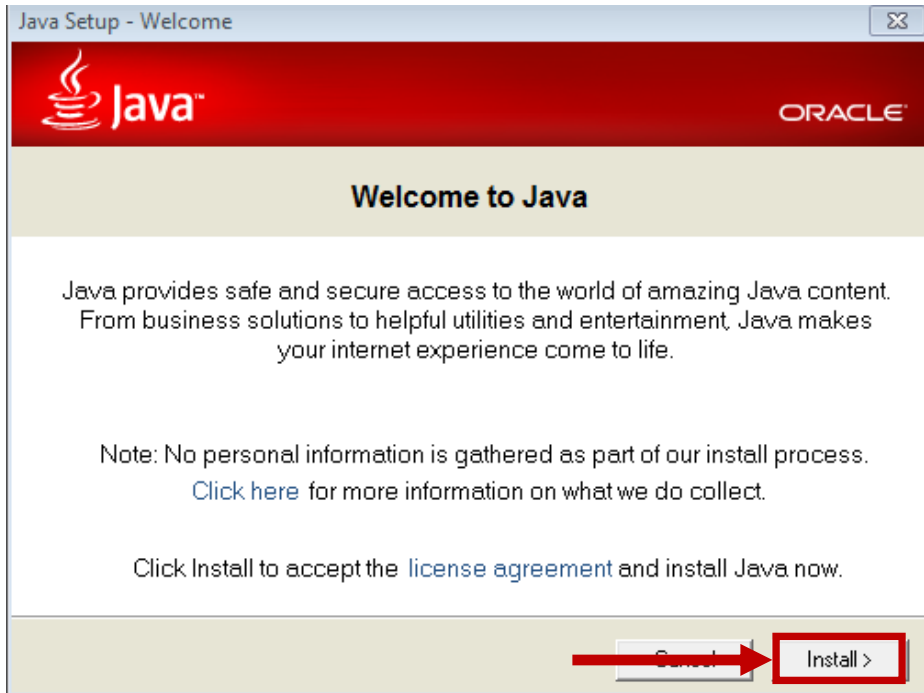 Java Setup - Welcome
Java™
ORACLE
Welcome to Java
Java provides safe and secure access to the world of amazing Java content.
From business solutions to helpful utilities and entertainment, Java makes
your internet experience come to life.
Note: No personal information is gathered as part of our install process.
Click here for more information on what we do collect.
Click Install to accept the license agreement and install Java now.
Install >